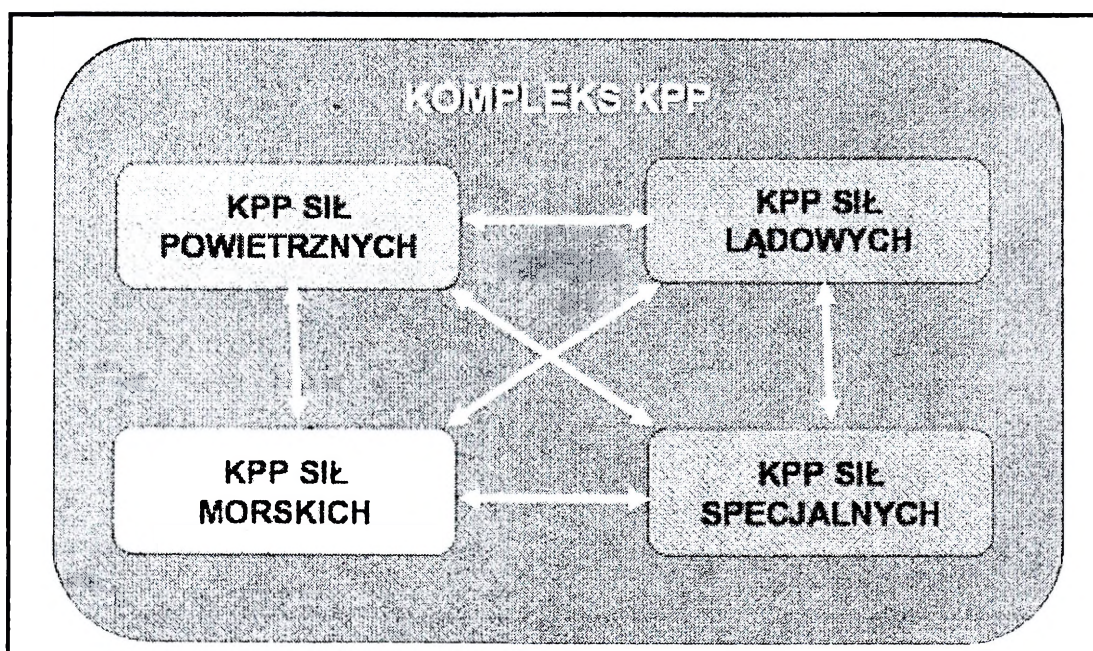 KOMPLEKS KPP
KPP SIŁ
POWIETRZNYCH
KPP SIŁ
LĄDOWYCH
KPP SIŁ
MORSKICH
KPP SIŁ
SPECJALNYCH